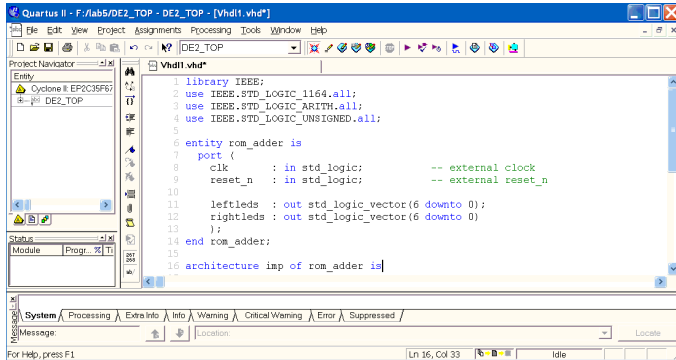 Quartus II - F:/lab5/DE2_TOP - DE2_TOP - [Vhdl1.vhd*]
File Edit View Project Assignments Processing Tools Window Help
DE2_TOP
Project Navigator
Entity
Cyclone II: EP2C35F67
DE2_TOP
Status
Module Progr... % Ti
Vhdl1.vhd*
1 library IEEE;
2 use IEEE.STD_LOGIC_1164.all;
3 use IEEE.STD_LOGIC_ARITH.all;
4 use IEEE.STD_LOGIC_UNSIGNED.all;
5
6 entity rom_adder is
7 port (
8 clk : in std_logic; -- external clock
9 reset_n : in std_logic; -- external reset_n
10
11 leftleds : out std_logic_vector(6 downto 0);
12 rightleds : out std_logic_vector(6 downto 0)
13 );
14 end rom_adder;
15
16 architecture imp of rom_adder is
267
268
ab/
System Processing Extra Info Info Warning Critical Warning Error Suppressed
Message: Location: Locate
For Help, press F1
Ln 16, Col 33 Idle